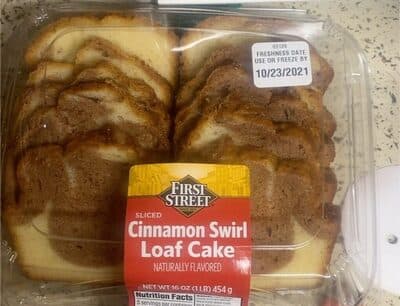 FRESHNESS DATE
USE OR FREEZE BY
10/23/2021
FIRST
STREET
SLICED
Cinnamon Swirl
Loaf Cake
NATURALLY FLAVORED
NET WT 16 OZ (1 LB) 454 g
Nutrition Facts